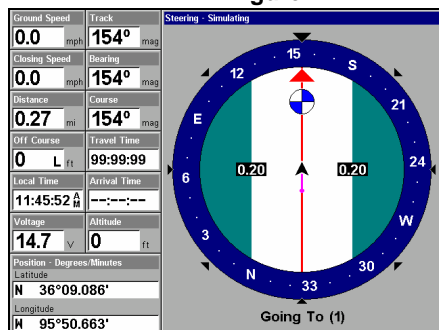 Ground Speed
0.0 mph
Track
154° mag
Closing Speed
0.0 mph
Bearing
154° mag
Distance
0.27 mi
Course
154° mag
Off Course
0 L ft
Travel Time
99:99:99
Local Time
11:45:52 AM
Arrival Time
--:--:--
Voltage
14.7 V
Altitude
0 ft
Position - Degrees/Minutes
Latitude
N 36°09.086'
Longitude
W 95°50.663'
Steering - Simulating
15
S
21
24
W
30
33
N
3
6
E
12
0.20
0.20
Going To (1)